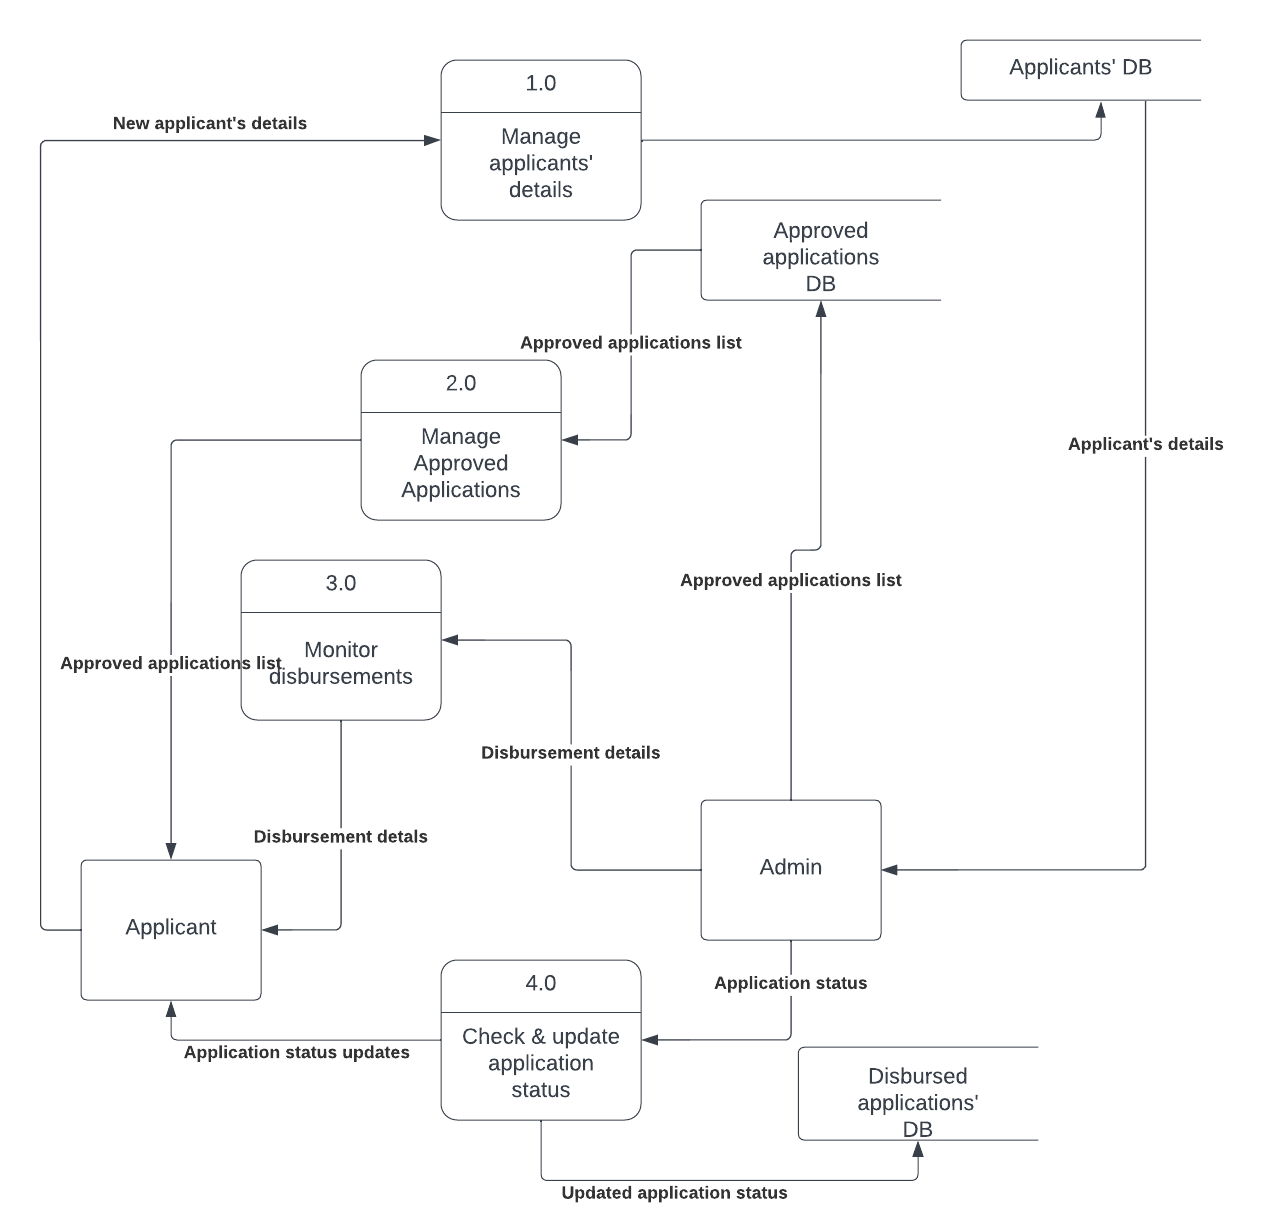 Applicants' DB
1.0
New applicant's details
Manage
applicants'
details
Approved
applications
DB
Approved applications list
2.0
Manage
Approved
Applications
Applicant's details
3.0
Approved applications list
Monitor
disbursements
Approved applications list
Disbursement details
Disbursement detals
Admin
Applicant
4.0
Application status
Check & update
application
status
Application status updates
Disbursed
applications'
DB
Updated application status